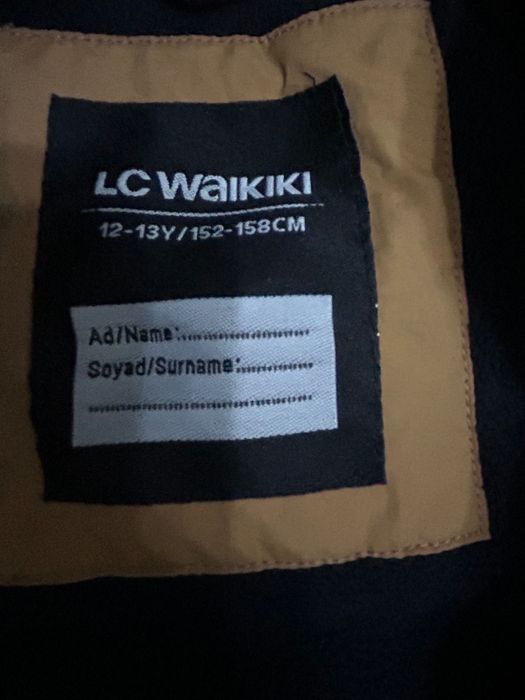 LC Waikiki
12-13Y/152-158CM
Ad/Name:..........................
Soyad/Surname:...............
..............................................